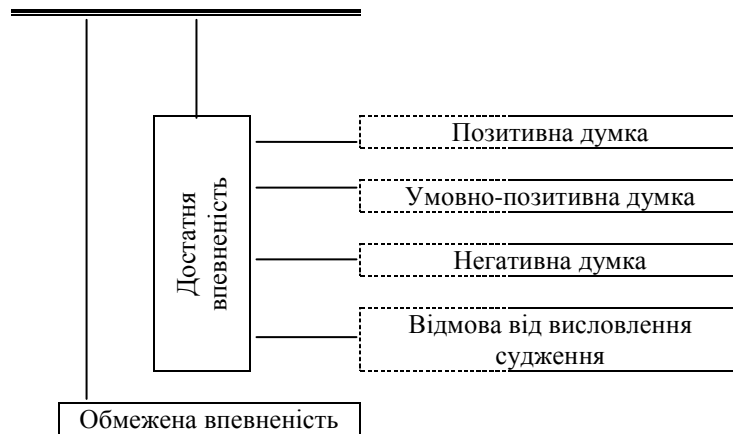 Позитивна думка
Умовно-позитивна думка
Достатня
впевненість
Негативна думка
Відмова від висловлення
судження
Обмежена впевненість